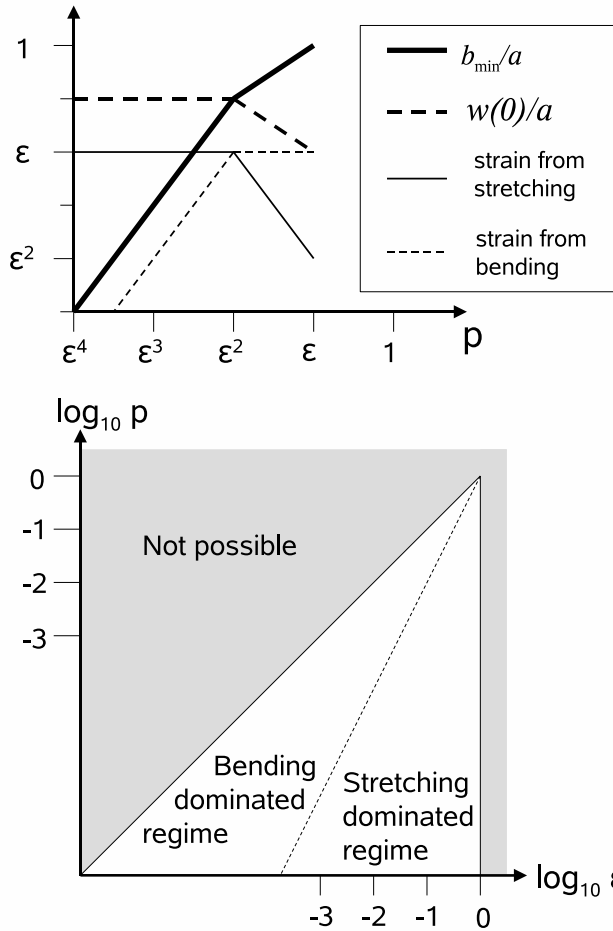 1
ε
ε²
ε⁴
ε³
ε²
ε
1
p
b_min/a
w(0)/a
strain from
stretching
strain from
bending
log₁₀ p
0
-1
-2
-3
Not possible
Bending
dominated
regime
Stretching
dominated
regime
-3
-2
-1
0
log₁₀